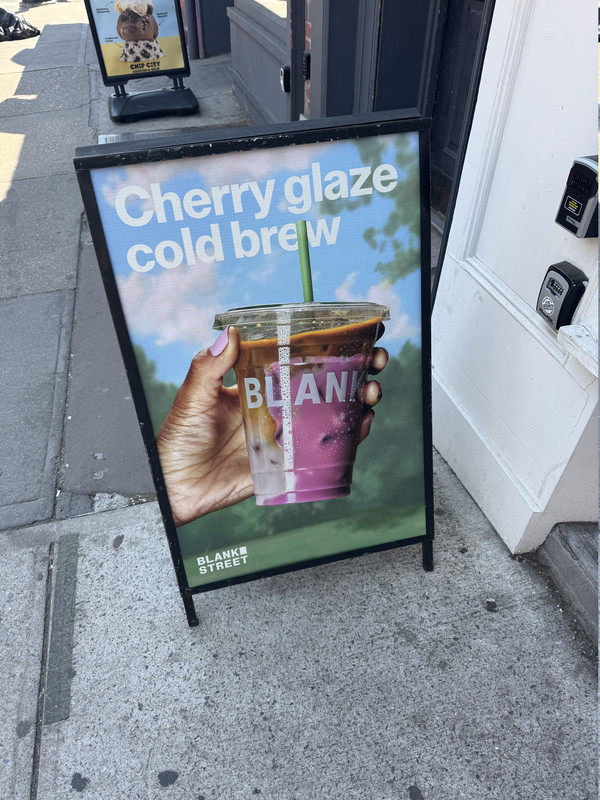 CHIP CITY
Cherry glaze
cold brew
BLANK
BLANK
STREET